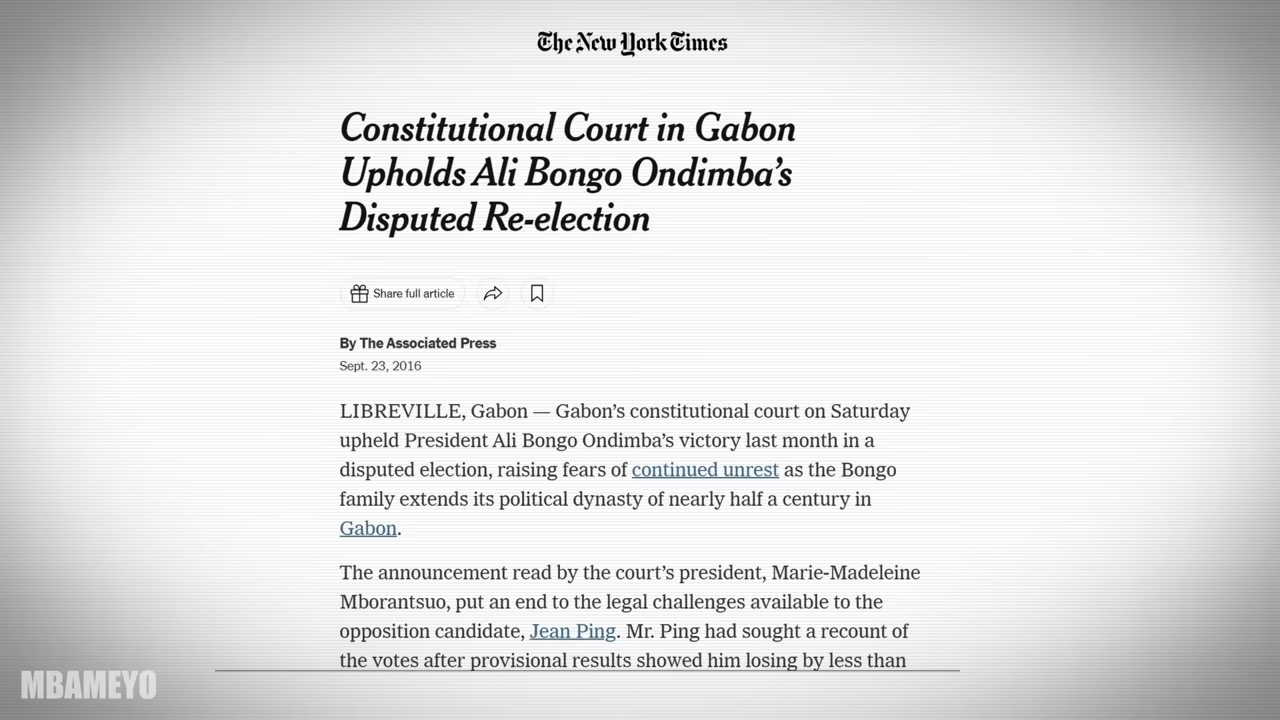 The New York Times
Constitutional Court in Gabon
Upholds Ali Bongo Ondimba’s
Disputed Re-election
Share full article
By The Associated Press
Sept. 23, 2016
LIBREVILLE, Gabon — Gabon’s constitutional court on Saturday
upheld President Ali Bongo Ondimba’s victory last month in a
disputed election, raising fears of continued unrest as the Bongo
family extends its political dynasty of nearly half a century in
Gabon.
The announcement read by the court’s president, Marie-Madeleine
Mborantsuo, put an end to the legal challenges available to the
opposition candidate, Jean Ping. Mr. Ping had sought a recount of
the votes after provisional results showed him losing by less than
MBAMEYO